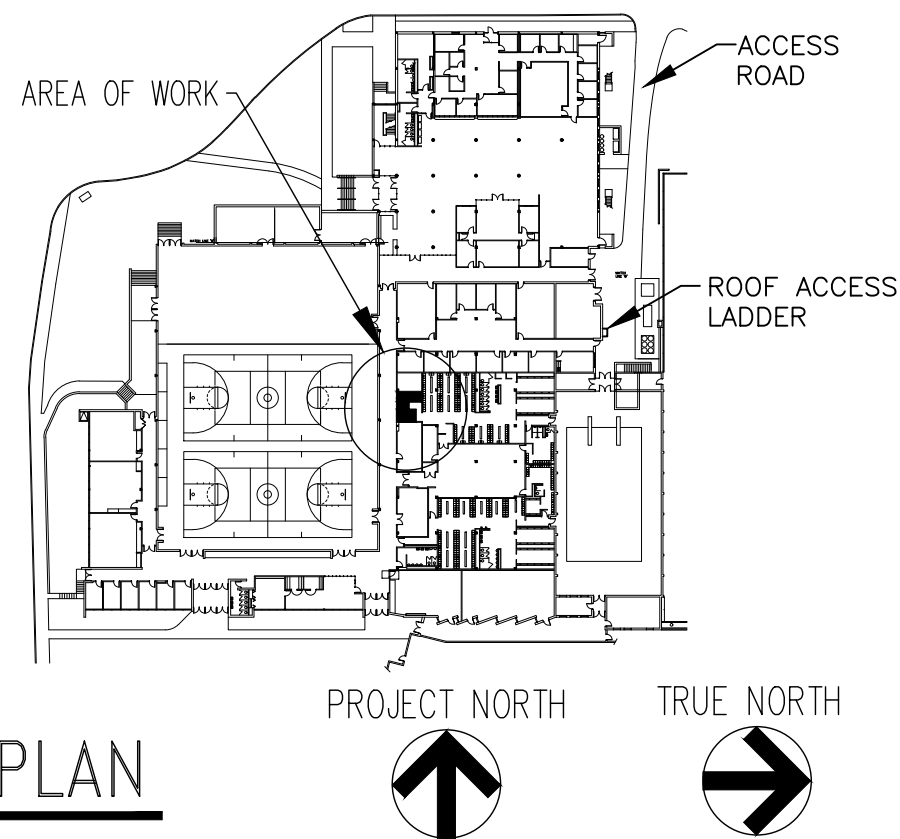 ACCESS
ROAD
AREA OF WORK
ROOF ACCESS
LADDER
PROJECT NORTH
TRUE NORTH
PLAN